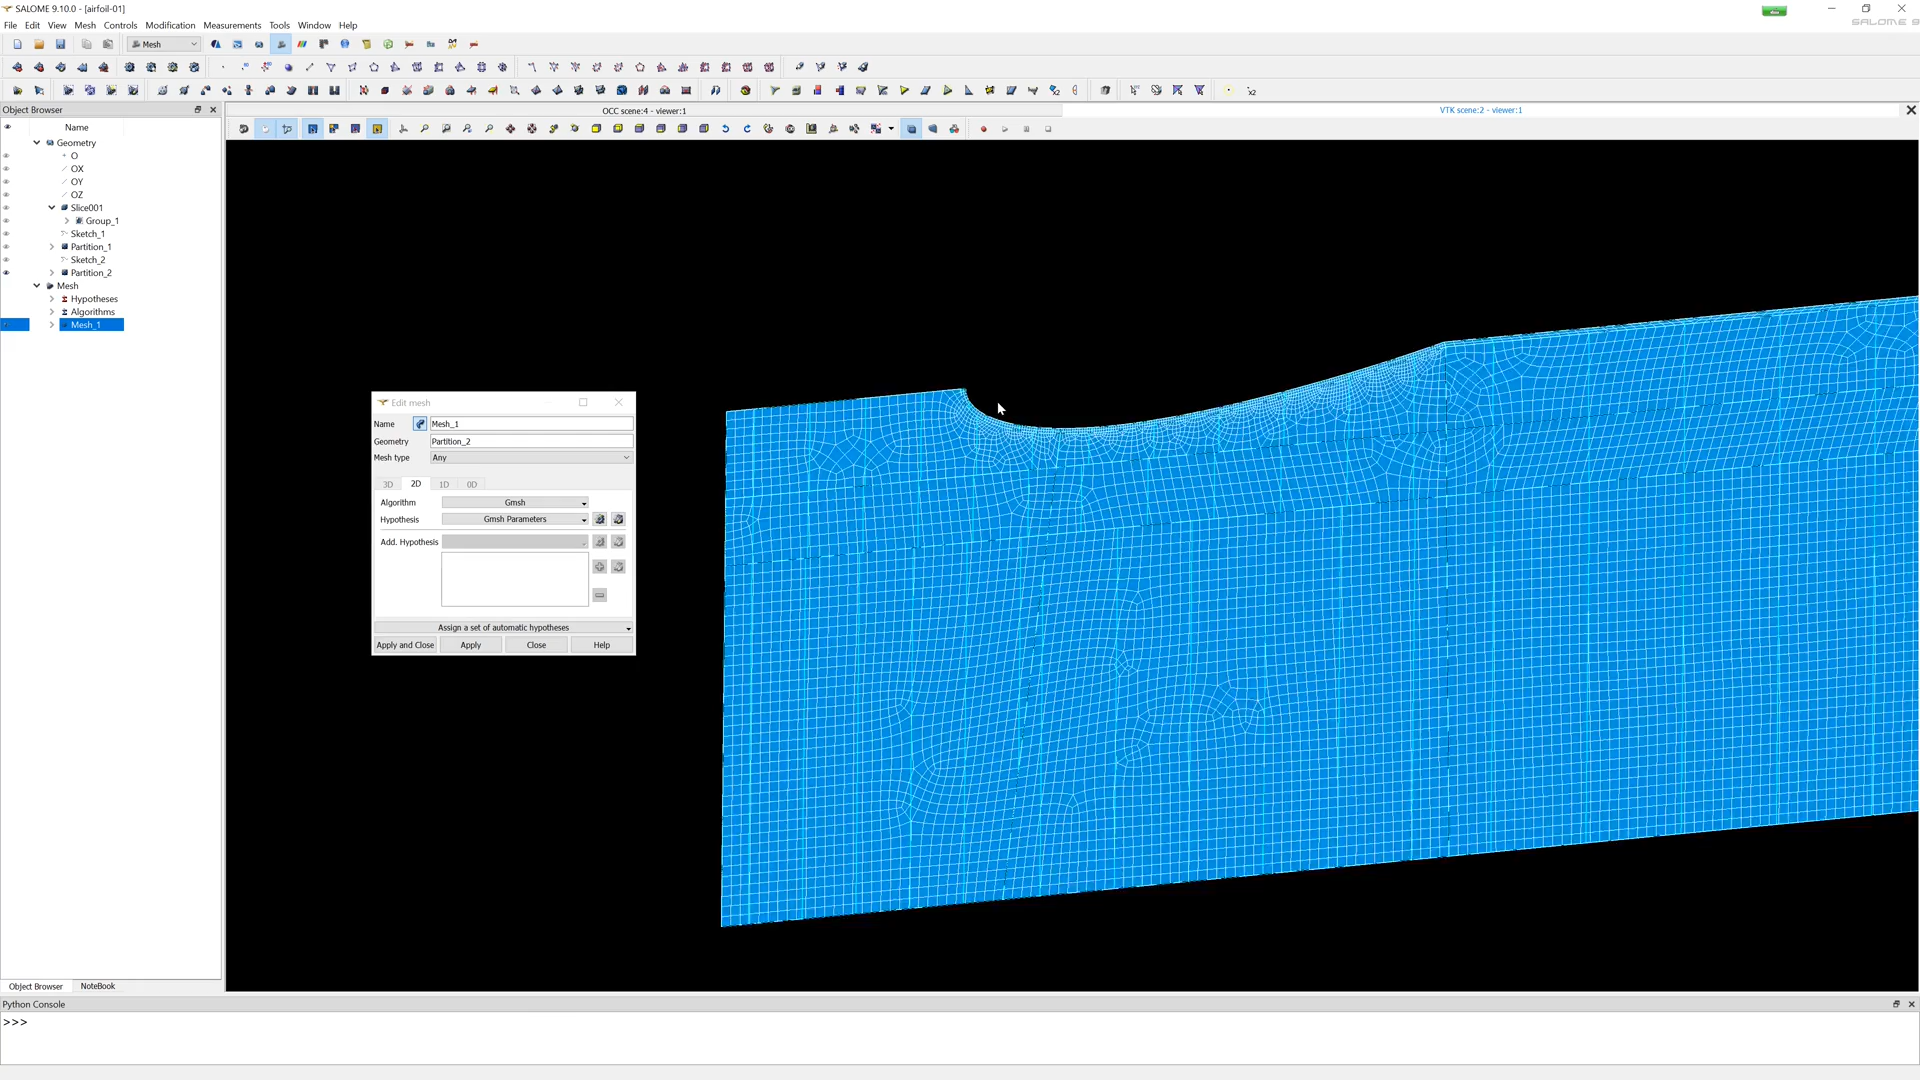 SALOME 9.10.0 - [airfoil-01]
File Edit View Mesh Controls Modification Measurements Tools Window Help
SALOME 9
Mesh
Object Browser
OCC scene:4 - viewer:1
VTK scene:2 - viewer:1
Name
Geometry
O
OX
OY
OZ
Slice001
Group_1
Sketch_1
Partition_1
Sketch_2
Partition_2
Mesh
Hypotheses
Algorithms
Mesh_1
Edit mesh
Name Mesh_1
Geometry Partition_2
Mesh type Any
3D 2D 1D 0D
Algorithm Gmsh
Hypothesis Gmsh Parameters
Add. Hypothesis
Assign a set of automatic hypotheses
Apply and Close Apply Close Help
Object Browser NoteBook
Python Console
>>>